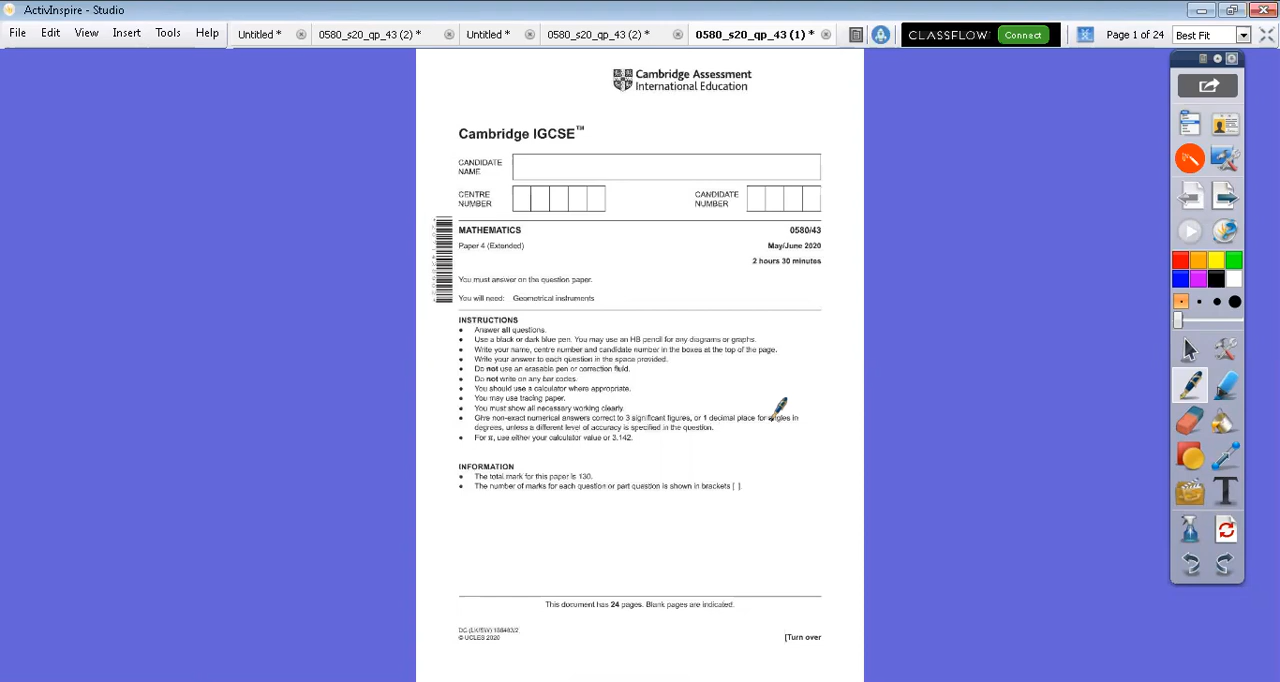 ActivInspire - Studio
File Edit View Insert Tools Help Untitled * 0580_s20_qp_43 (2) * Untitled * 0580_s20_qp_43 (2) * 0580_s20_qp_43 (1) * CLASSFLOW Connect Page 1 of 24 Best Fit
Cambridge Assessment
International Education
Cambridge IGCSE™
CANDIDATE
NAME
CENTRE
NUMBER
CANDIDATE
NUMBER
MATHEMATICS 0580/43
Paper 4 (Extended) May/June 2020
2 hours 30 minutes
You must answer on the question paper.
You will need: Geometrical instruments
INSTRUCTIONS
● Answer all questions.
● Use a black or dark blue pen. You may use an HB pencil for any diagrams or graphs.
● Write your name, centre number and candidate number in the boxes at the top of the page.
● Write your answer to each question in the space provided.
● Do not use an erasable pen or correction fluid.
● Do not write on any bar codes.
● You should use a calculator where appropriate.
● You may use tracing paper.
● You must show all necessary working clearly.
● Give non-exact numerical answers correct to 3 significant figures, or 1 decimal place for angles in
degrees, unless a different level of accuracy is specified in the question.
● For π, use either your calculator value or 3.142.
INFORMATION
● The total mark for this paper is 130.
● The number of marks for each question or part question is shown in brackets [ ].
This document has 24 pages. Blank pages are indicated.
© UCLES 2020
[Turn over